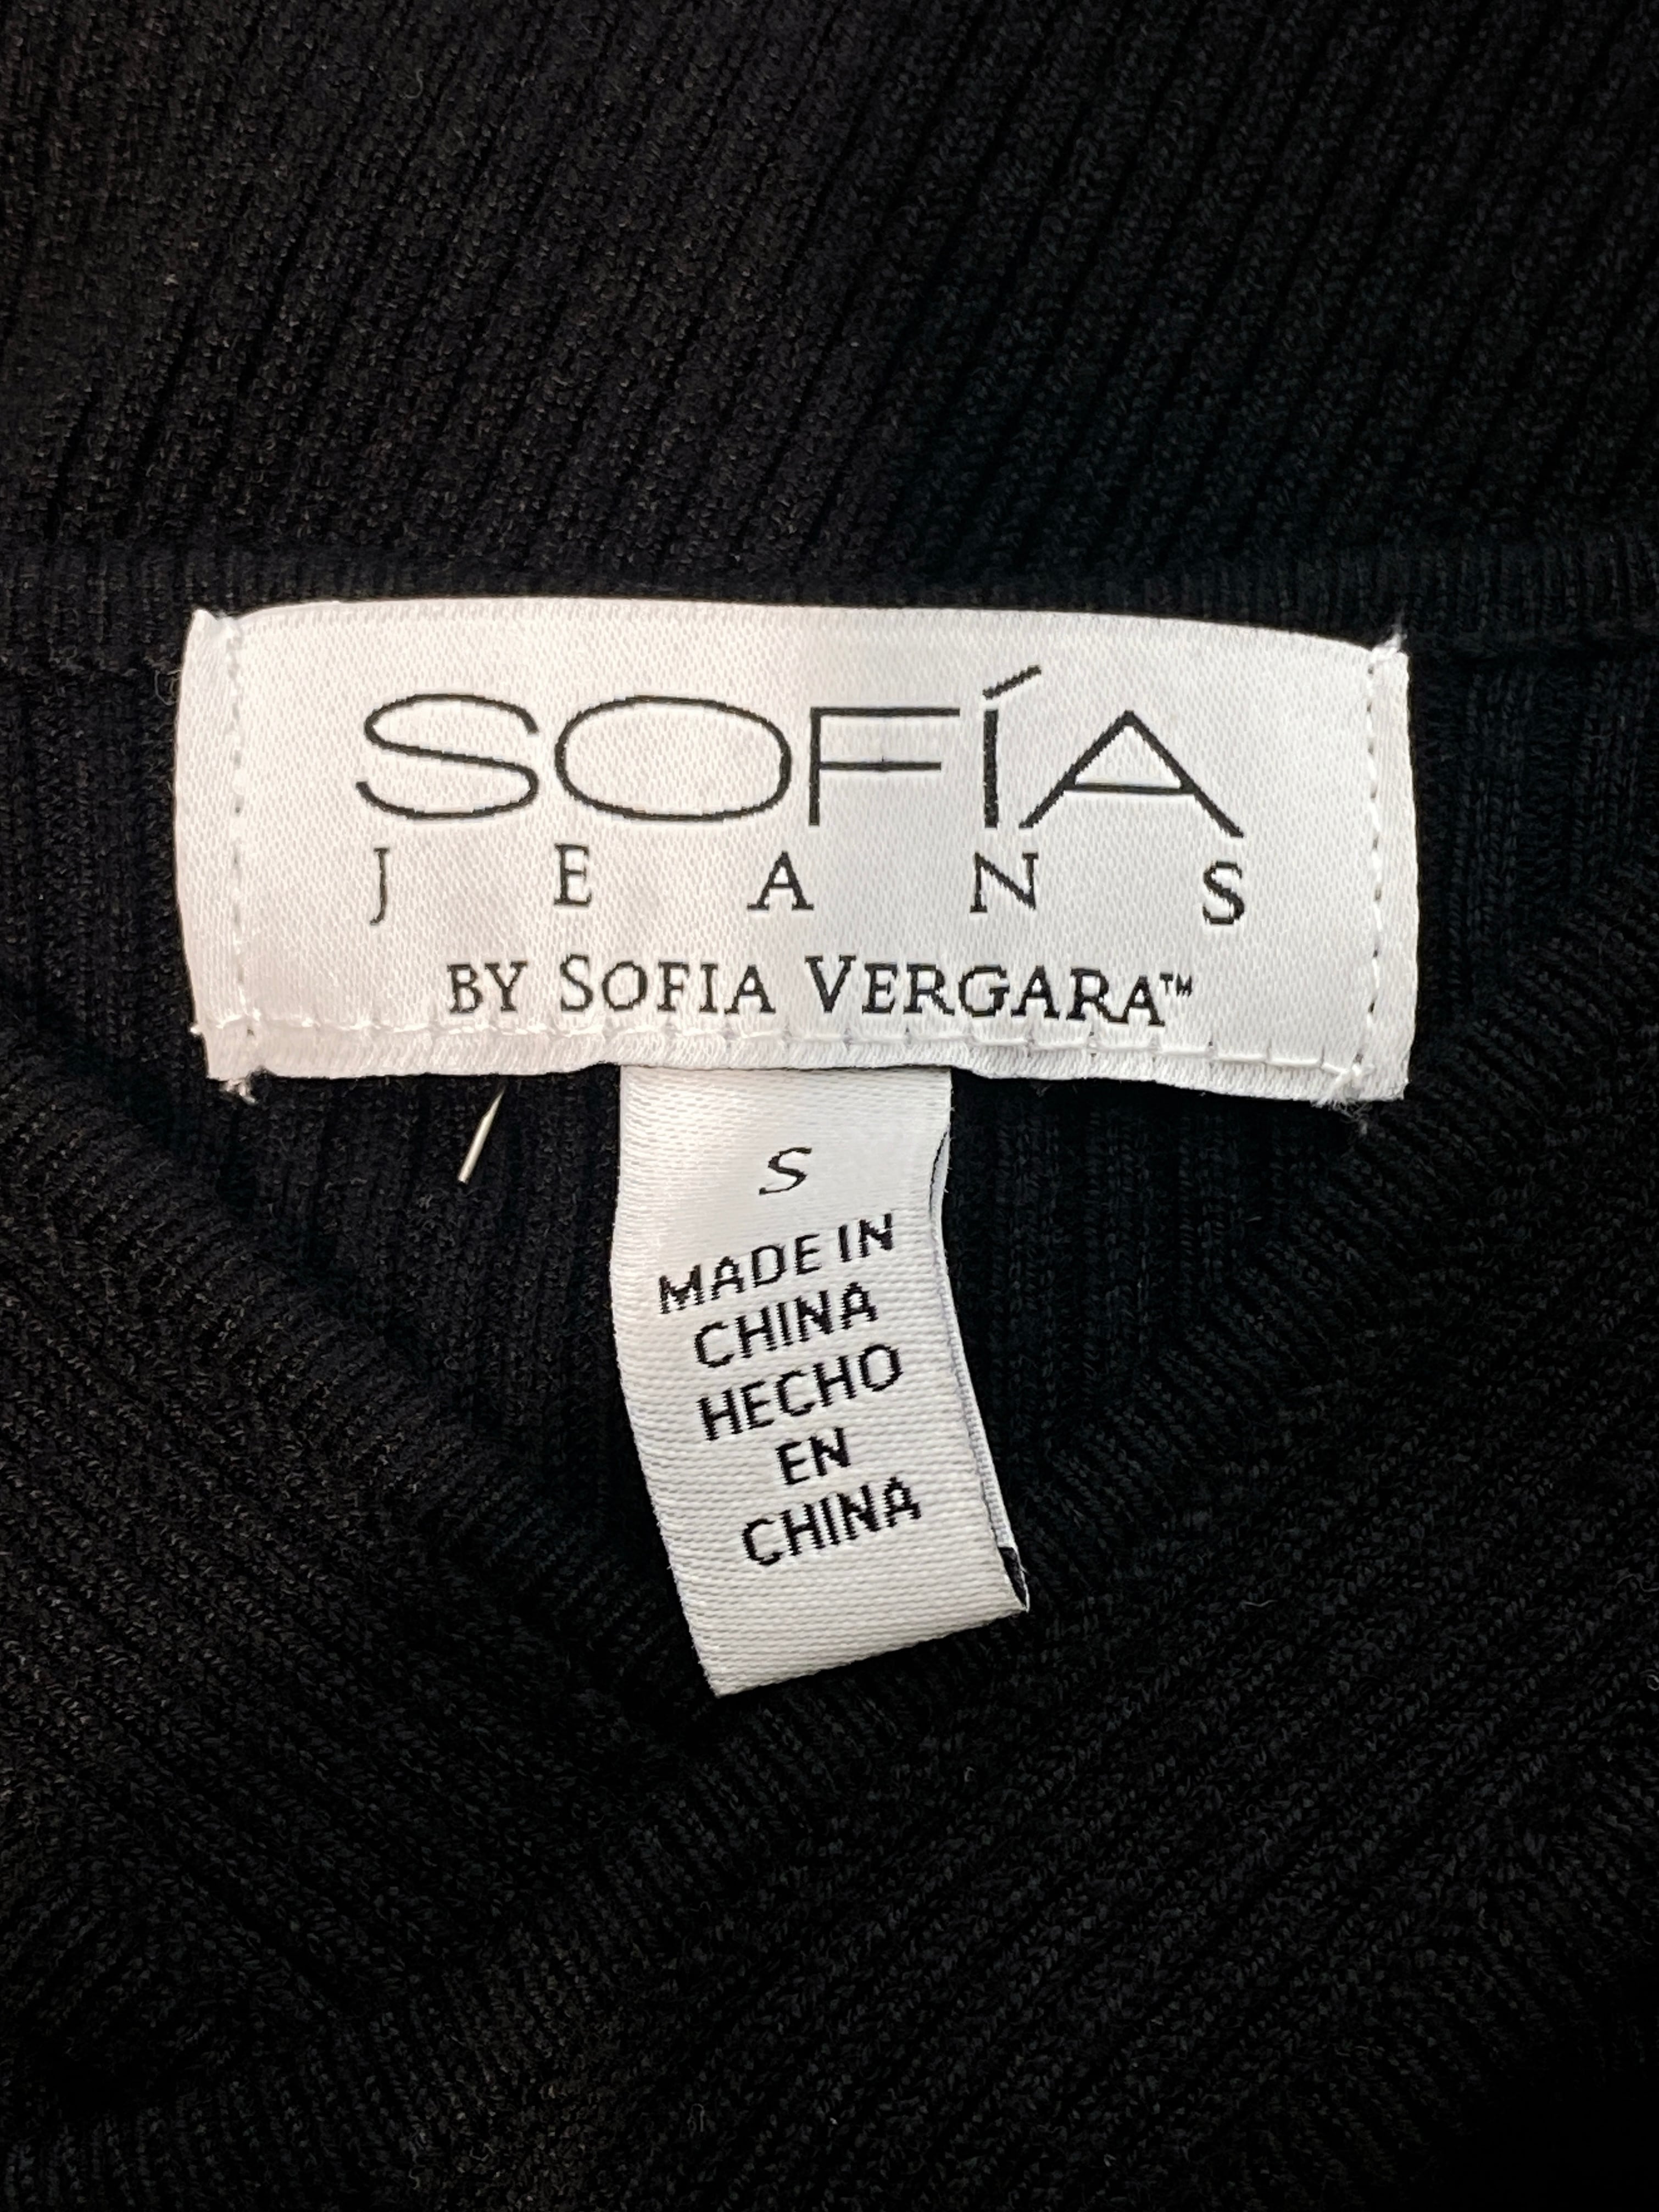 SOFÍA
JEANS
BY SOFIA VERGARA™
S
MADE IN
CHINA
HECHO
EN
CHINA